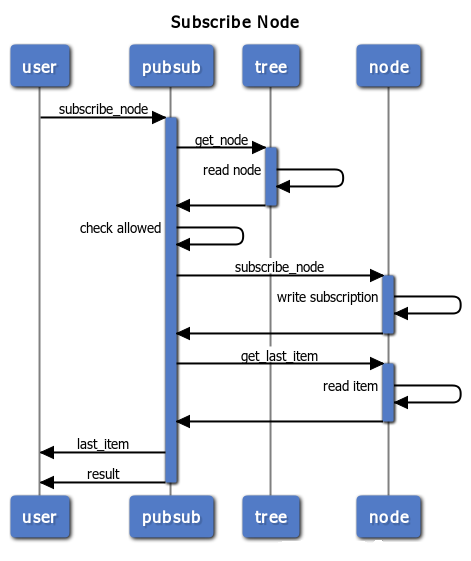 Subscribe Node
user pubsub tree node
subscribe_node
get_node
read node
check allowed
subscribe_node
write subscription
get_last_item
read item
last_item
result
user pubsub tree node